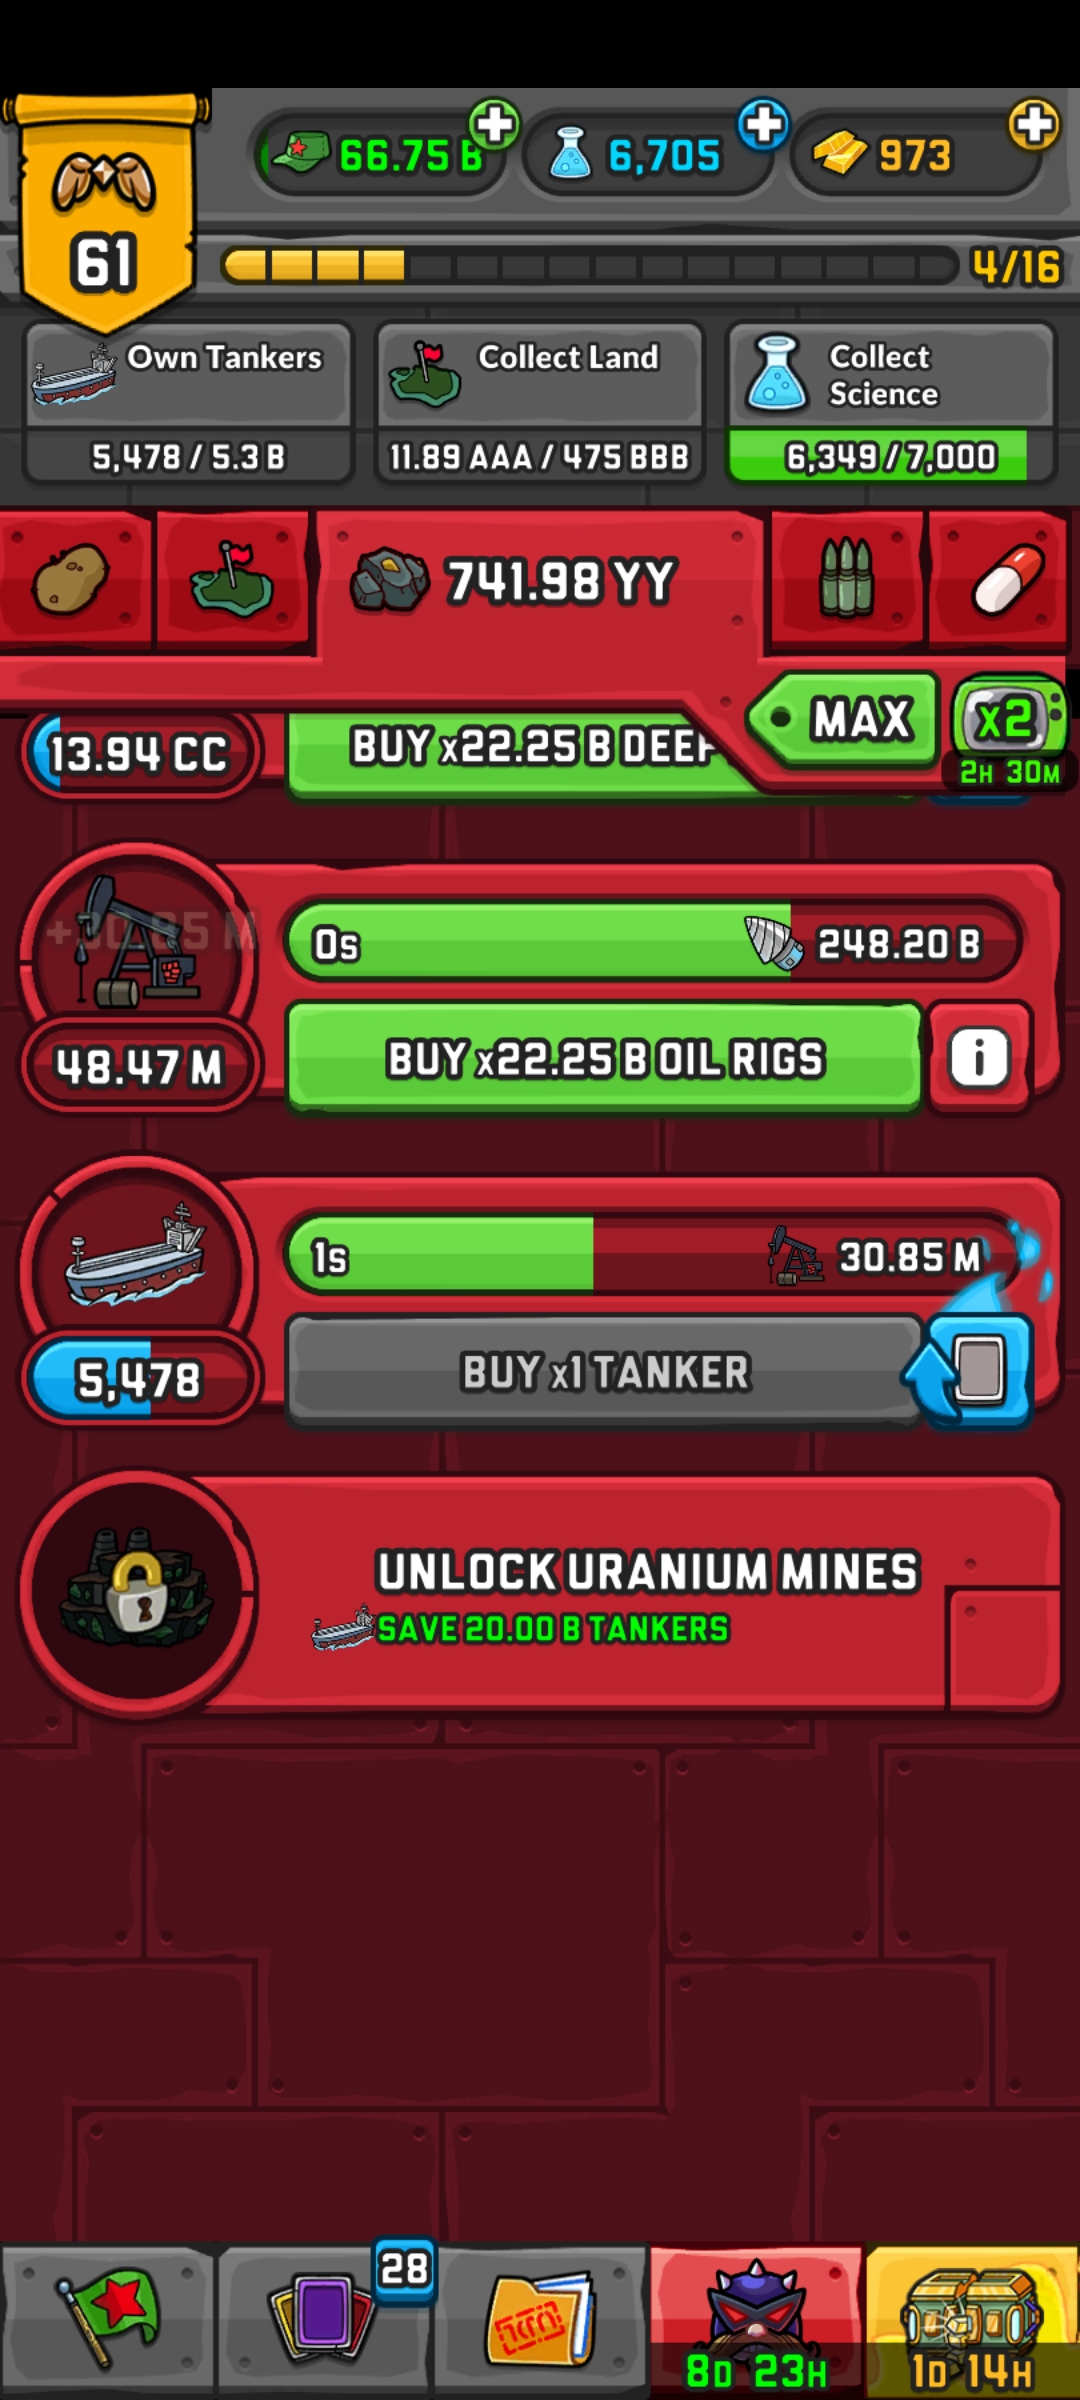 66.75 B
6,705
973
61
4/16
Own Tankers
5,478 / 5.3 B
Collect Land
11.89 AAA / 475 BBB
Collect
Science
6,349 / 7,000
741.98 YY
MAX
x2
2H 30M
13.94 CC
BUY x22.25 B DEEP
+30.85 M
0s
248.20 B
48.47 M
BUY x22.25 B OIL RIGS
i
1s
30.85 M
5,478
BUY x1 TANKER
UNLOCK URANIUM MINES
SAVE 20.00 B TANKERS
28
8D 23H
1D 14H